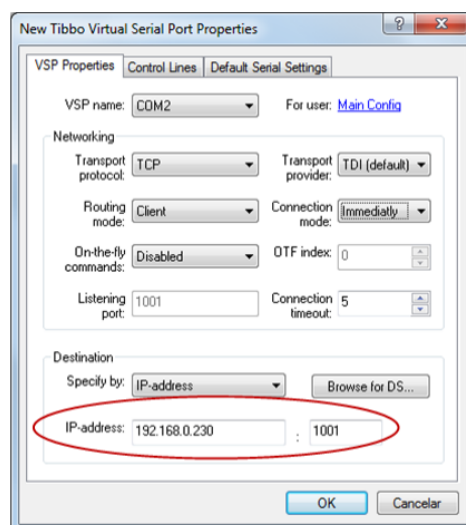 New Tibbo Virtual Serial Port Properties
VSP Properties Control Lines Default Serial Settings
VSP name: COM2 For user: Main Config
Networking
Transport protocol: TCP Transport provider: TDI (default)
Routing mode: Client Connection mode: Immediatly
On-the-fly commands: Disabled OTF index: 0
Listening port: 1001 Connection timeout: 5
Destination
Specify by: IP-address Browse for DS...
IP-address: 192.168.0.230 : 1001
OK Cancelar